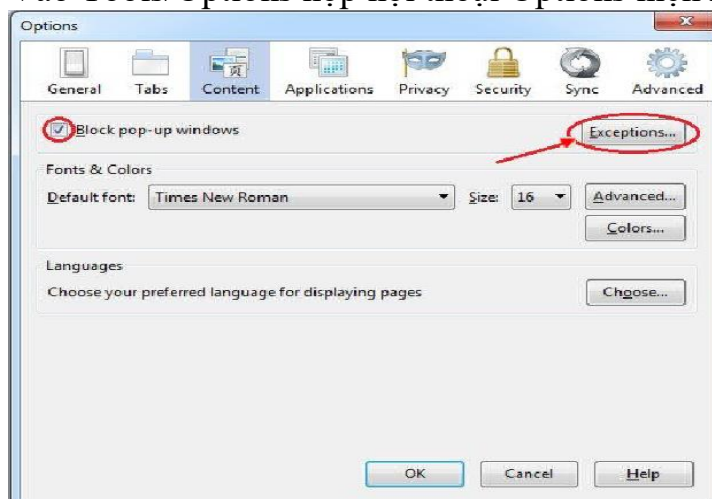 Options
General Tabs Content Applications Privacy Security Sync Advanced
Block pop-up windows Exceptions...
Fonts & Colors
Default font: Times New Roman Size: 16 Advanced...
Colors...
Languages
Choose your preferred language for displaying pages Choose...
OK Cancel Help